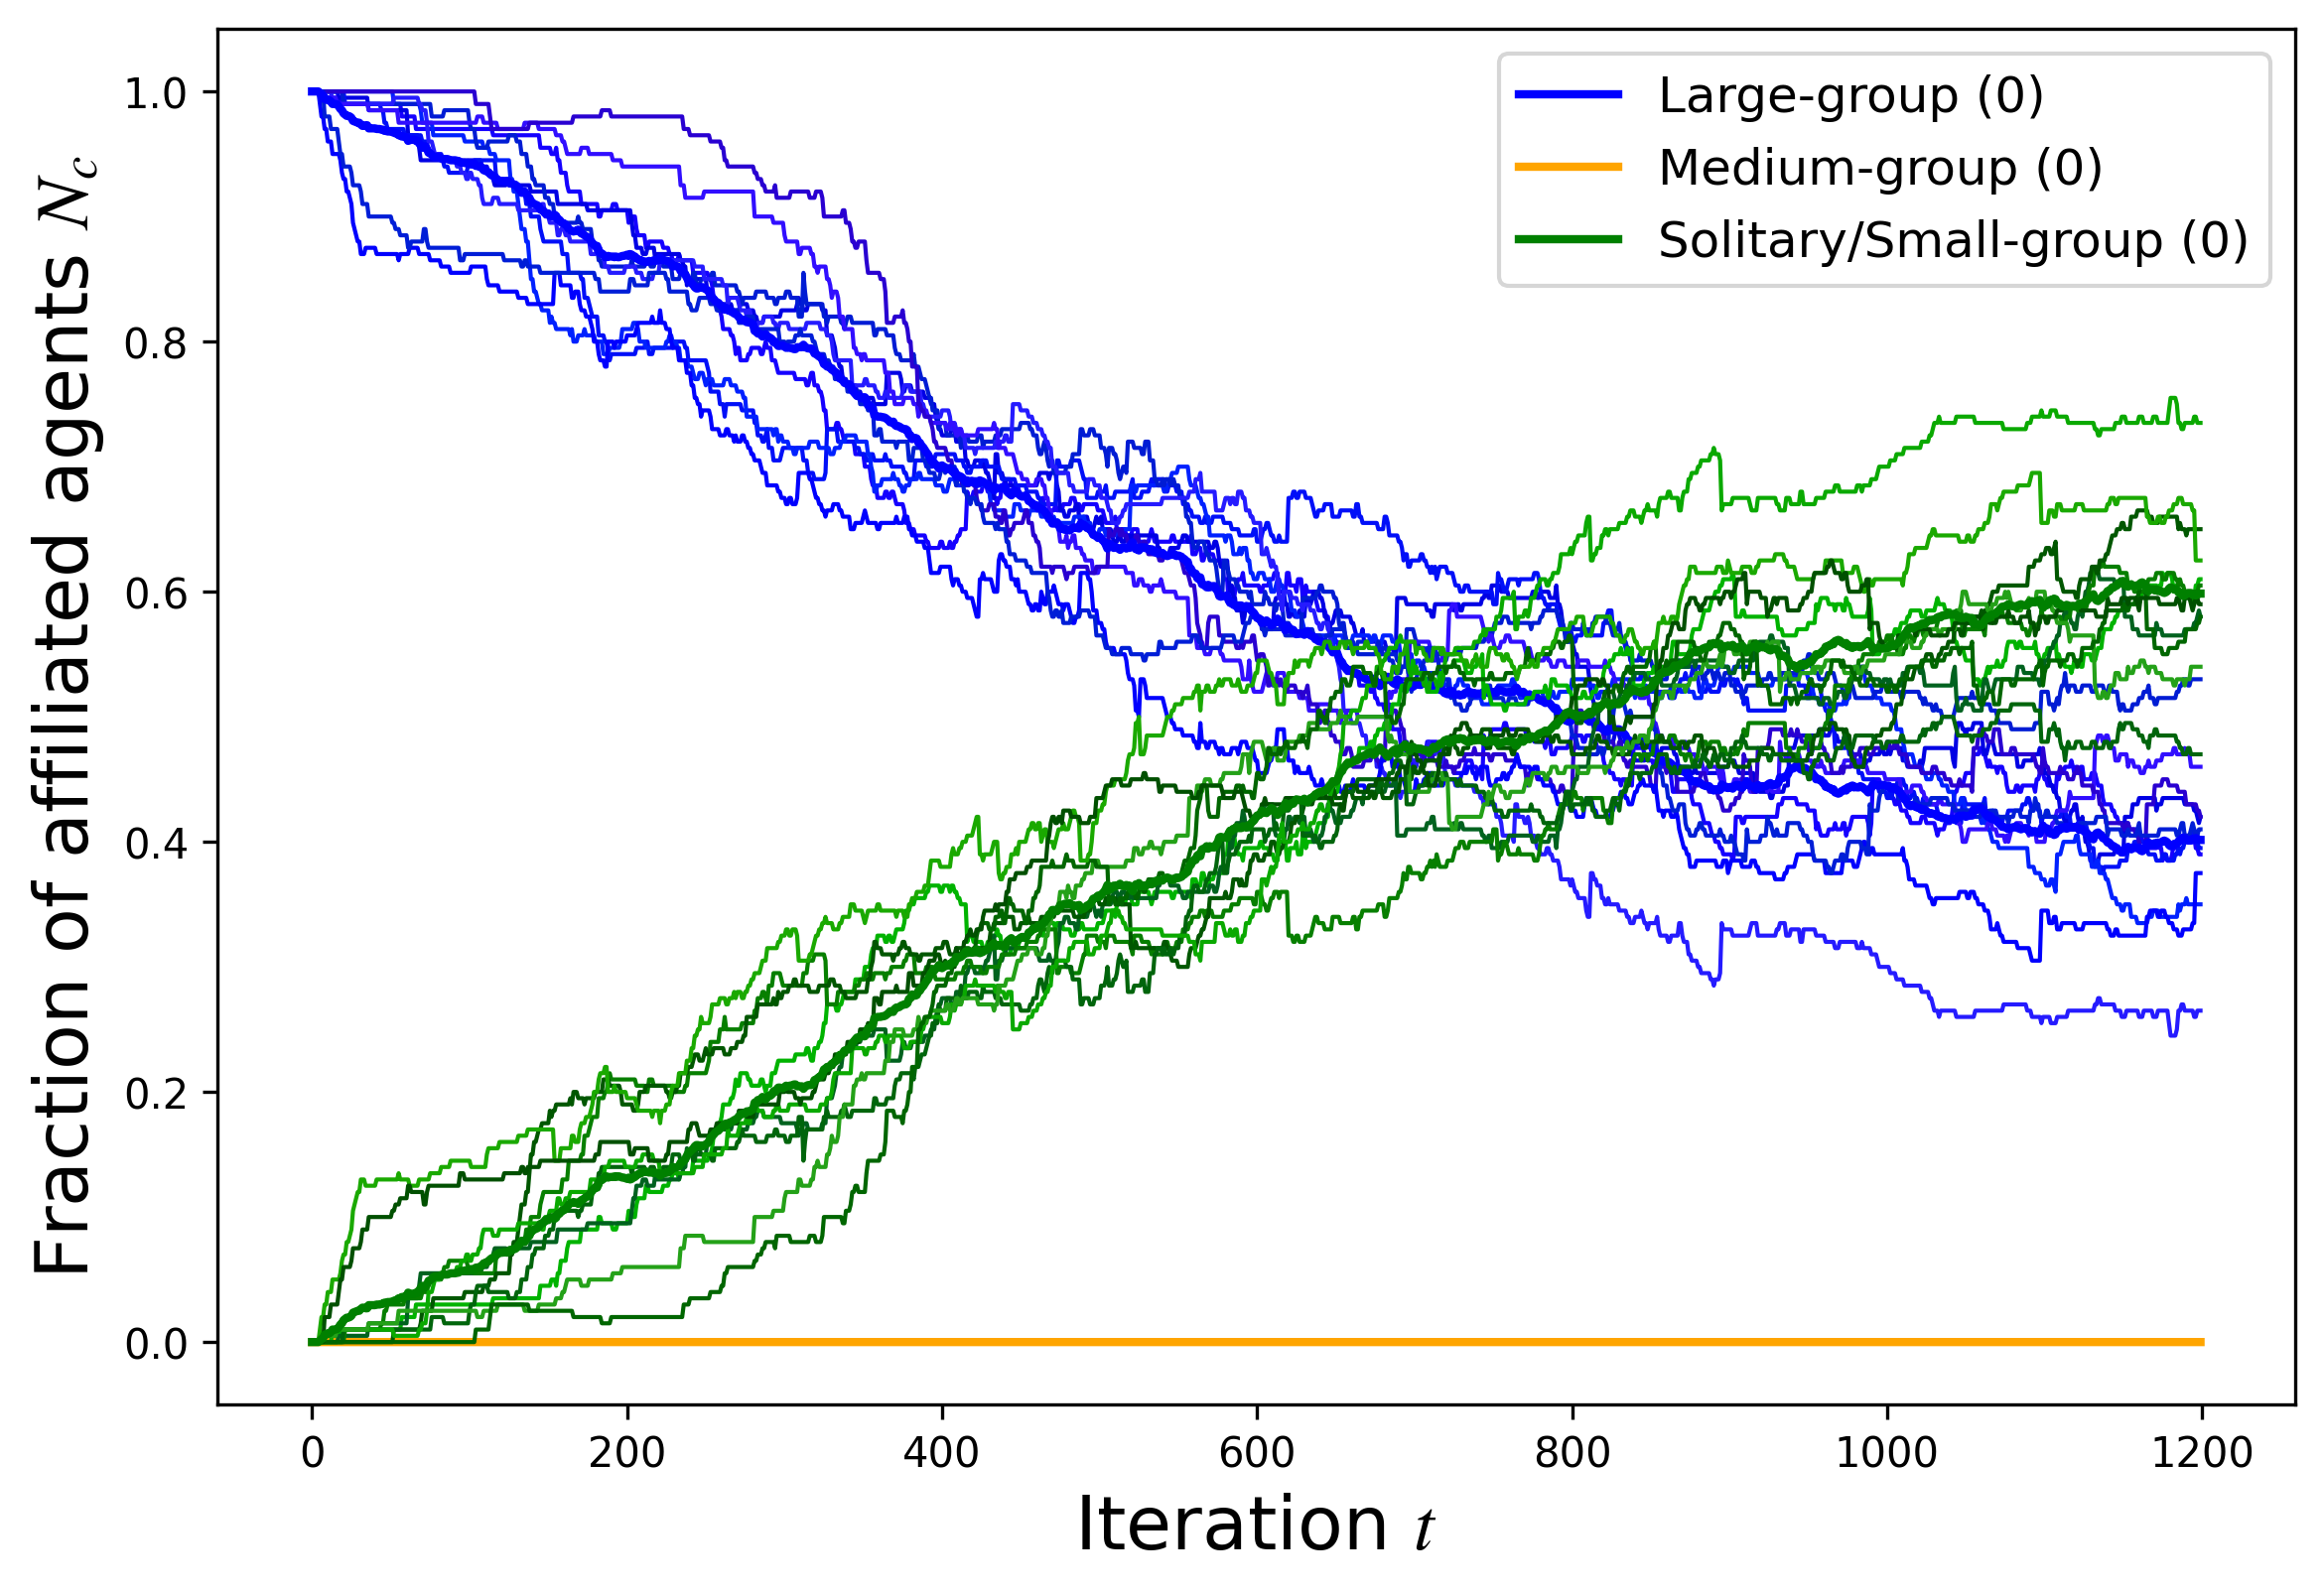 Large-group (0)
Medium-group (0)
Solitary/Small-group (0)
Fraction of affiliated agents N_c
1.0
0.8
0.6
0.4
0.2
0.0
0 200 400 600 800 1000 1200
Iteration t